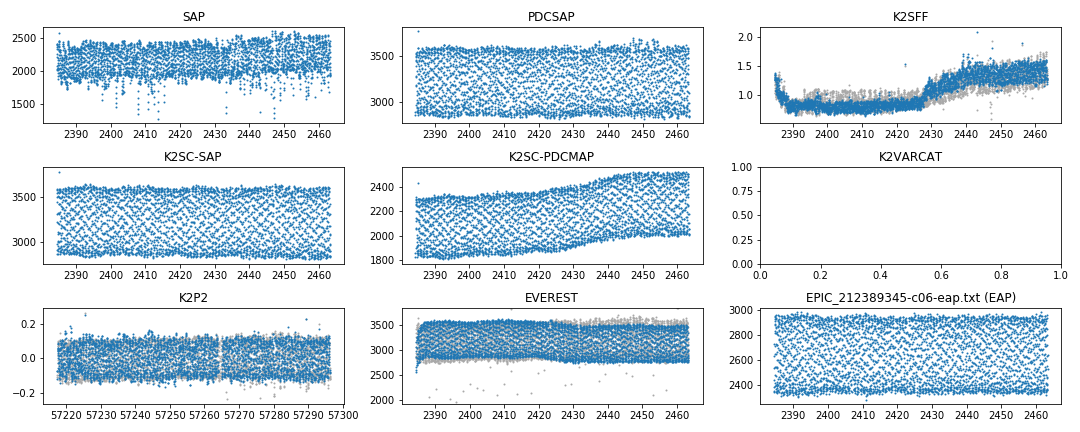 SAP
2500
2000
1500
2390 2400 2410 2420 2430 2440 2450 2460
PDCSAP
3500
3000
2390 2400 2410 2420 2430 2440 2450 2460
K2SFF
2.0
1.5
1.0
2390 2400 2410 2420 2430 2440 2450 2460
K2SC-SAP
3500
3000
2390 2400 2410 2420 2430 2440 2450 2460
K2SC-PDCMAP
2400
2200
2000
1800
2390 2400 2410 2420 2430 2440 2450 2460
K2VARCAT
1.00
0.75
0.50
0.25
0.00
0.0 0.2 0.4 0.6 0.8 1.0
K2P2
0.2
0.0
−0.2
57220 57230 57240 57250 57260 57270 57280 57290 57300
EVEREST
3500
3000
2500
2000
2390 2400 2410 2420 2430 2440 2450 2460
EPIC_212389345-c06-eap.txt (EAP)
3000
2800
2600
2400
2390 2400 2410 2420 2430 2440 2450 2460